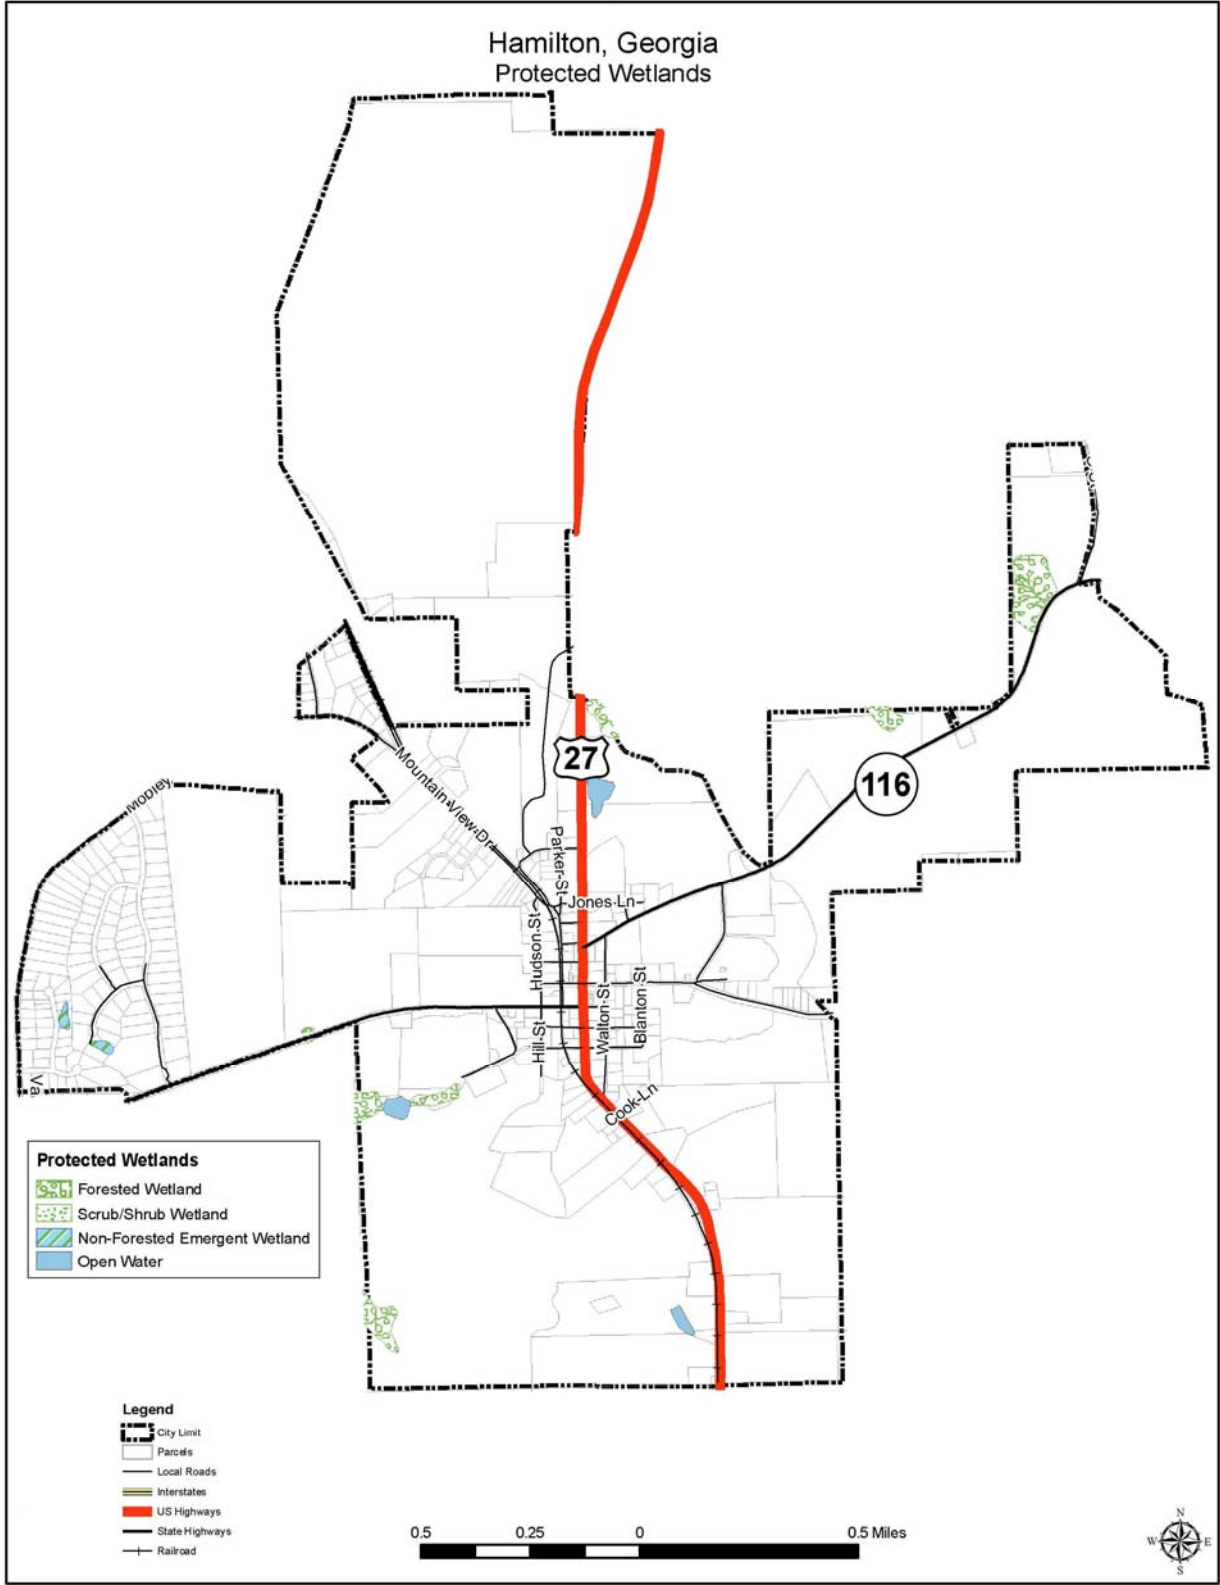 Hamilton, Georgia
Protected Wetlands
27
116
Mobley
Mountain-View-Dr
Parker-St
Jones-Ln
Hudson-St
Walton-St
Blanton-St
Hill-St
Va
Cook-Ln
Protected Wetlands
Forested Wetland
Scrub/Shrub Wetland
Non-Forested Emergent Wetland
Open Water
Legend
City Limit
Parcels
Local Roads
Interstates
US Highways
State Highways
Railroad
0.5 0.25 0 0.5 Miles
N
W E
S